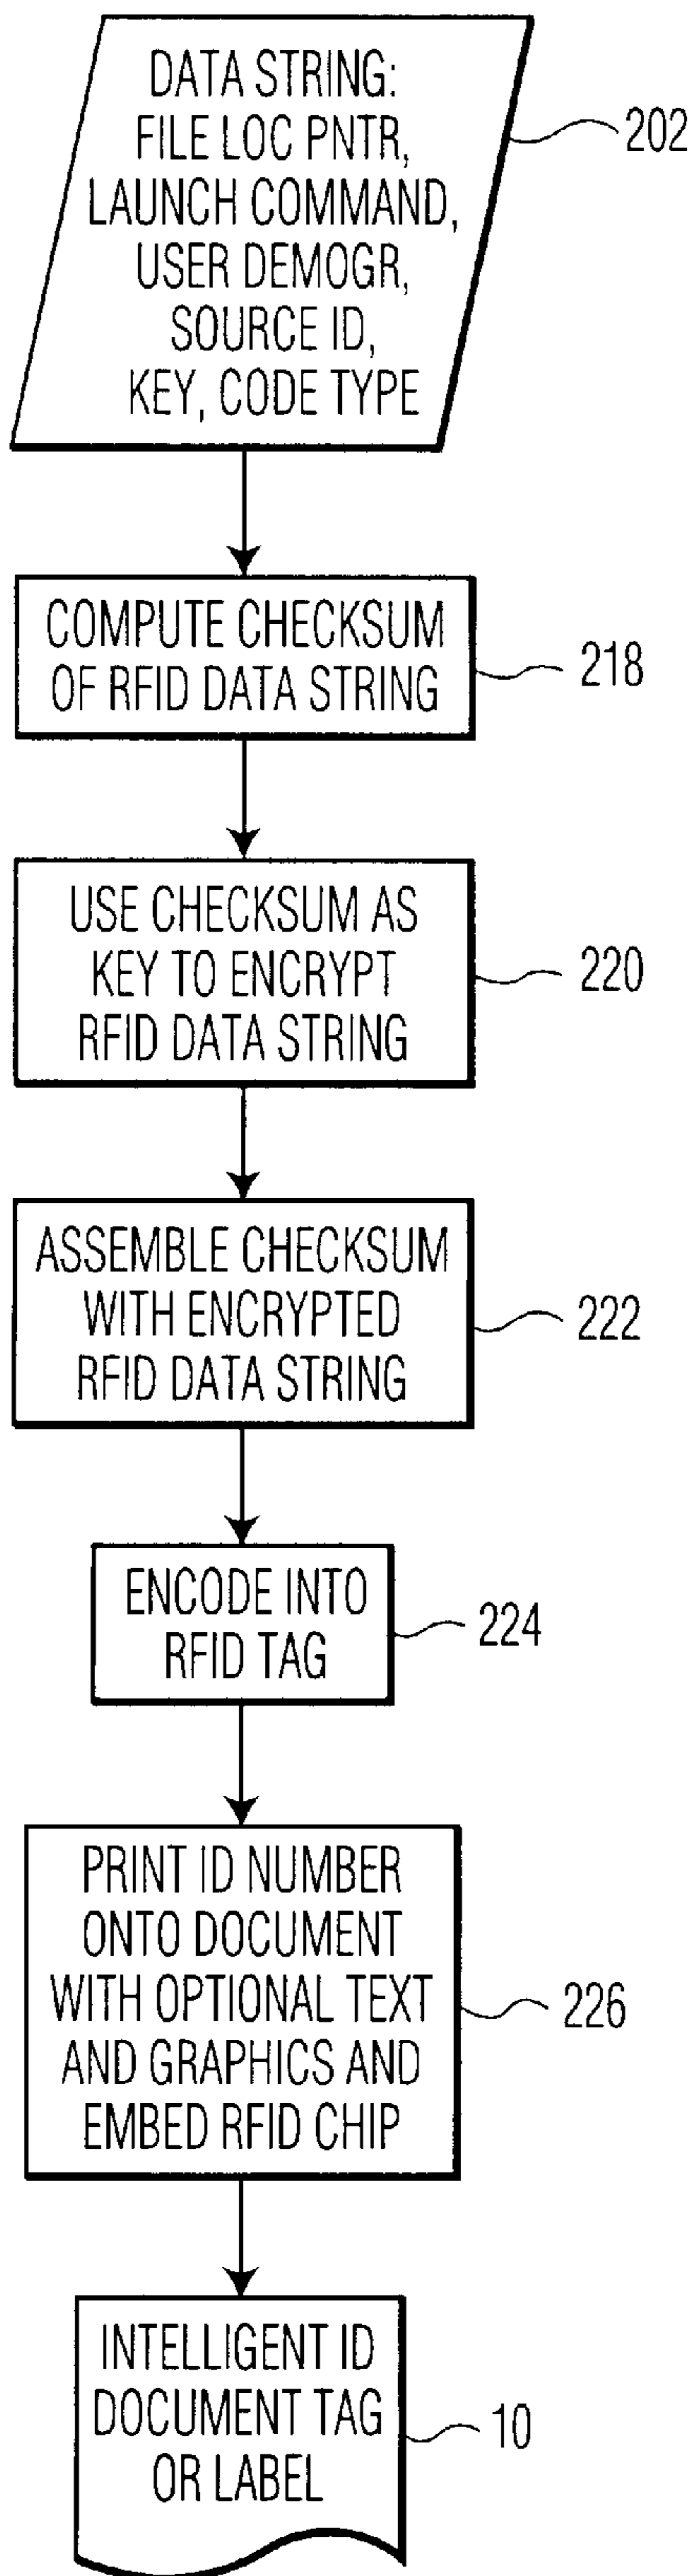 DATA STRING:
FILE LOC PNTR,
LAUNCH COMMAND,
USER DEMOGR,
SOURCE ID,
KEY, CODE TYPE
202
COMPUTE CHECKSUM
OF RFID DATA STRING
218
USE CHECKSUM AS
KEY TO ENCRYPT
RFID DATA STRING
220
ASSEMBLE CHECKSUM
WITH ENCRYPTED
RFID DATA STRING
222
ENCODE INTO
RFID TAG
224
PRINT ID NUMBER
ONTO DOCUMENT
WITH OPTIONAL TEXT
AND GRAPHICS AND
EMBED RFID CHIP
226
INTELLIGENT ID
DOCUMENT TAG
OR LABEL
10